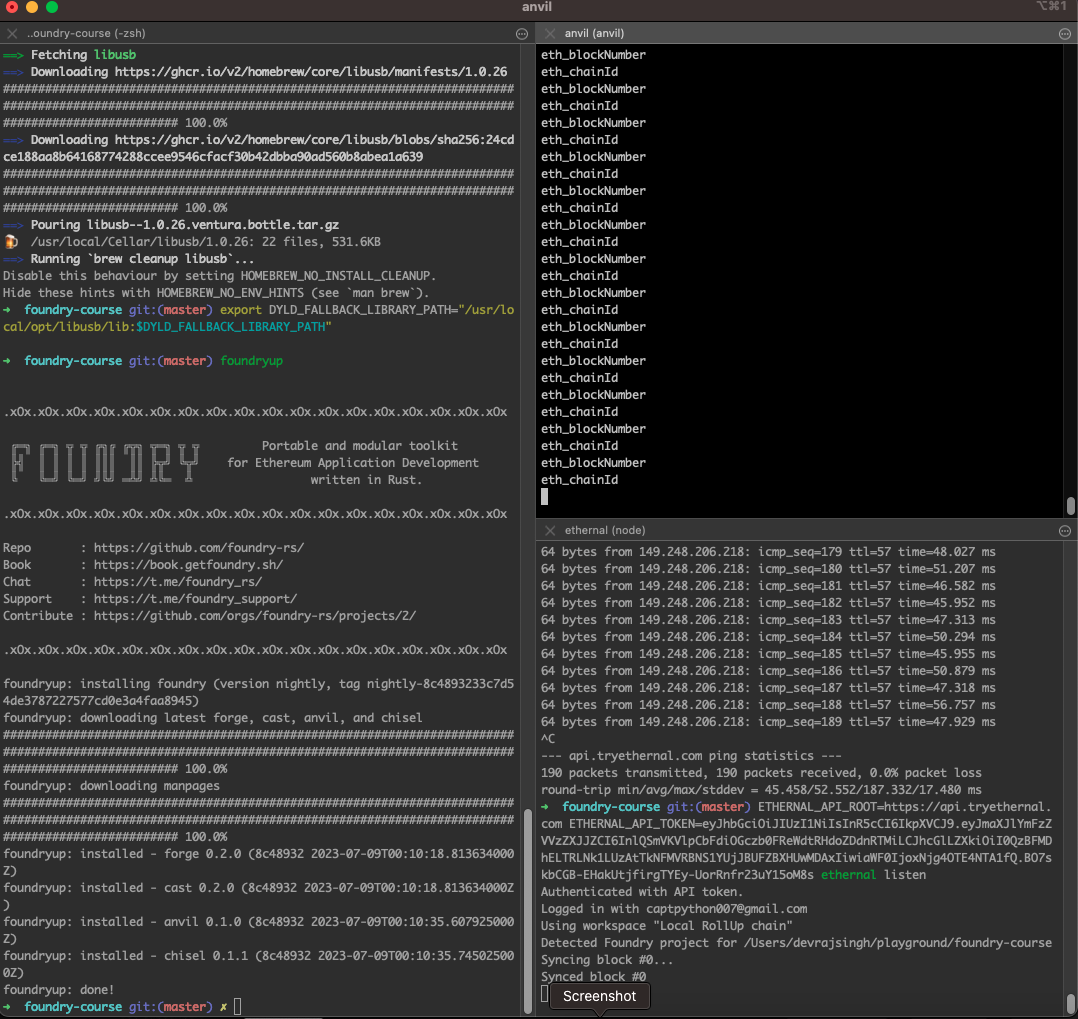 anvil
⌥⌘1
..oundry-course (-zsh)
==> Fetching libusb
==> Downloading https://ghcr.io/v2/homebrew/core/libusb/manifests/1.0.26
#########################################################################
#########################################################################
######################### 100.0%
==> Downloading https://ghcr.io/v2/homebrew/core/libusb/blobs/sha256:24cd
ce188aa8b64168774288ccee9546cfacf30b42dbba90ad560b8abea1a639
#########################################################################
#########################################################################
######################### 100.0%
==> Pouring libusb--1.0.26.ventura.bottle.tar.gz
🍺 /usr/local/Cellar/libusb/1.0.26: 22 files, 531.6KB
==> Running `brew cleanup libusb`...
Disable this behaviour by setting HOMEBREW_NO_INSTALL_CLEANUP.
Hide these hints with HOMEBREW_NO_ENV_HINTS (see `man brew`).
➜ foundry-course git:(master) export DYLD_FALLBACK_LIBRARY_PATH="/usr/lo
cal/opt/libusb/lib:$DYLD_FALLBACK_LIBRARY_PATH"
➜ foundry-course git:(master) foundryup
.xOx.xOx.xOx.xOx.xOx.xOx.xOx.xOx.xOx.xOx.xOx.xOx.xOx.xOx.xOx.xOx.xOx.xOx
FOUNDRY
Portable and modular toolkit
for Ethereum Application Development
written in Rust.
.xOx.xOx.xOx.xOx.xOx.xOx.xOx.xOx.xOx.xOx.xOx.xOx.xOx.xOx.xOx.xOx.xOx.xOx
Repo : https://github.com/foundry-rs/
Book : https://book.getfoundry.sh/
Chat : https://t.me/foundry_rs/
Support : https://t.me/foundry_support/
Contribute : https://github.com/orgs/foundry-rs/projects/2/
.xOx.xOx.xOx.xOx.xOx.xOx.xOx.xOx.xOx.xOx.xOx.xOx.xOx.xOx.xOx.xOx.xOx.xOx
foundryup: installing foundry (version nightly, tag nightly-8c4893233c7d5
4de3787227577cd0e3a4faa8945)
foundryup: downloading latest forge, cast, anvil, and chisel
#########################################################################
#########################################################################
######################### 100.0%
foundryup: downloading manpages
#########################################################################
#########################################################################
######################### 100.0%
foundryup: installed - forge 0.2.0 (8c48932 2023-07-09T00:10:18.813634000
Z)
foundryup: installed - cast 0.2.0 (8c48932 2023-07-09T00:10:18.813634000Z
)
foundryup: installed - anvil 0.1.0 (8c48932 2023-07-09T00:10:35.607925000
Z)
foundryup: installed - chisel 0.1.1 (8c48932 2023-07-09T00:10:35.74502500
0Z)
foundryup: done!
➜ foundry-course git:(master) ✗
anvil (anvil)
eth_blockNumber
eth_chainId
eth_blockNumber
eth_chainId
eth_blockNumber
eth_chainId
eth_blockNumber
eth_chainId
eth_blockNumber
eth_chainId
eth_blockNumber
eth_chainId
eth_blockNumber
eth_chainId
eth_blockNumber
eth_chainId
eth_blockNumber
eth_chainId
eth_blockNumber
eth_chainId
eth_blockNumber
eth_chainId
eth_blockNumber
eth_chainId
eth_blockNumber
eth_chainId
ethernal (node)
64 bytes from 149.248.206.218: icmp_seq=179 ttl=57 time=48.027 ms
64 bytes from 149.248.206.218: icmp_seq=180 ttl=57 time=51.207 ms
64 bytes from 149.248.206.218: icmp_seq=181 ttl=57 time=46.582 ms
64 bytes from 149.248.206.218: icmp_seq=182 ttl=57 time=45.952 ms
64 bytes from 149.248.206.218: icmp_seq=183 ttl=57 time=47.313 ms
64 bytes from 149.248.206.218: icmp_seq=184 ttl=57 time=50.294 ms
64 bytes from 149.248.206.218: icmp_seq=185 ttl=57 time=45.955 ms
64 bytes from 149.248.206.218: icmp_seq=186 ttl=57 time=50.879 ms
64 bytes from 149.248.206.218: icmp_seq=187 ttl=57 time=47.318 ms
64 bytes from 149.248.206.218: icmp_seq=188 ttl=57 time=56.757 ms
64 bytes from 149.248.206.218: icmp_seq=189 ttl=57 time=47.929 ms
^C
--- api.tryethernal.com ping statistics ---
190 packets transmitted, 190 packets received, 0.0% packet loss
round-trip min/avg/max/stddev = 45.458/52.552/187.332/17.480 ms
➜ foundry-course git:(master) ETHERNAL_API_ROOT=https://api.tryethernal.
com ETHERNAL_API_TOKEN=eyJhbGciOiJIUzI1NiIsInR5cCI6IkpXVCJ9.eyJmaXJlYmFzZ
VVzZXJJZCI6InlQSmVKVlpCbFdiOGczb0FReWdtRHdoZDdnRTMiLCJhcGlLZXkiOiI0QzBFMD
hELTRLNk1LUzAtTkNFMVRBNS1YUjJBUFZBXHUwMDAxIiwiaWF0IjoxNjg4OTE4NTA1fQ.BO7s
kbCGB-EHakUtjfirgTYEy-UorRnfr23uY15oM8s ethernal listen
Authenticated with API token.
Logged in with captpython007@gmail.com
Using workspace "Local RollUp chain"
Detected Foundry project for /Users/devrajsingh/playground/foundry-course
Syncing block #0...
Synced block #0
Screenshot